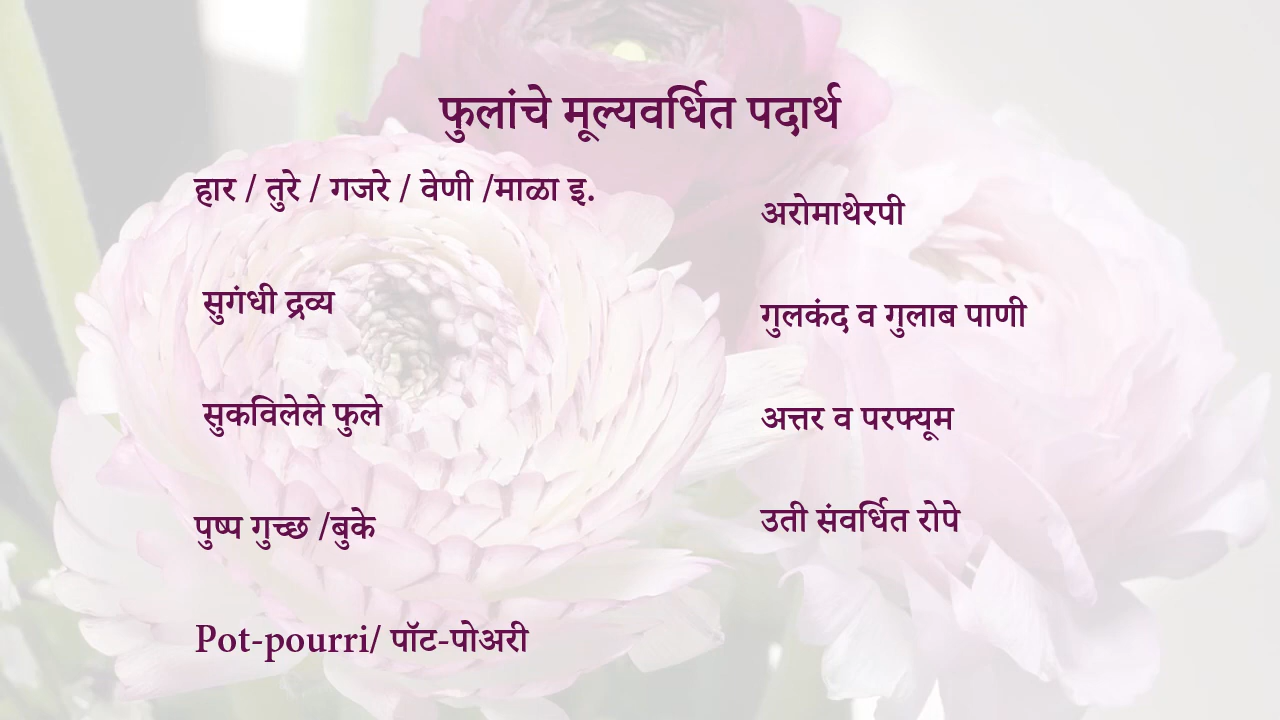 फुलांचे मूल्यवर्धित पदार्थ
हार / तुरे / गजरे / वेणी /माळा इ.
सुगंधी द्रव्य
सुकविलेले फुले
पुष्प गुच्छ /बुके
Pot-pourri/ पॉट-पोअरी
अरोमाथेरपी
गुलकंद व गुलाब पाणी
अत्तर व परफ्यूम
उती संवर्धित रोपे